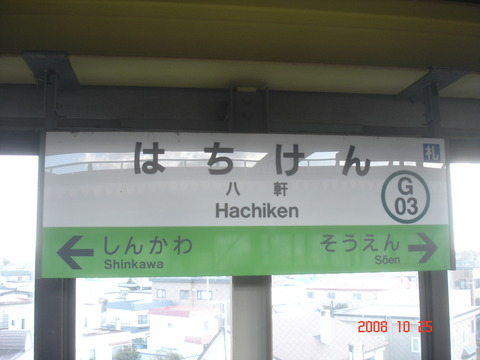 はちけん
札
八軒
Hachiken
G
03
しんかわ
Shinkawa
そうえん
Sōen
2008 10 25